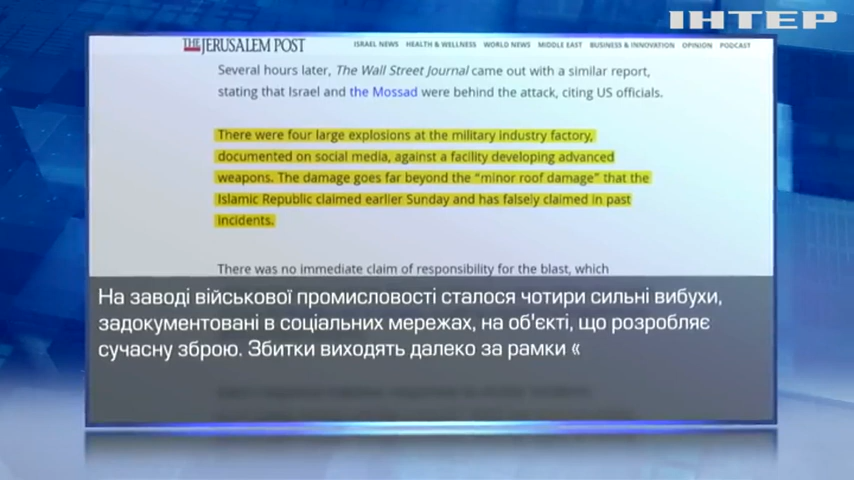 ІНТЕР
THE JERUSALEM POST
ISRAEL NEWS HEALTH & WELLNESS WORLD NEWS MIDDLE EAST BUSINESS & INNOVATION OPINION PODCAST
Several hours later, The Wall Street Journal came out with a similar report,
stating that Israel and the Mossad were behind the attack, citing US officials.
There were four large explosions at the military industry factory,
documented on social media, against a facility developing advanced
weapons. The damage goes far beyond the “minor roof damage” that the
Islamic Republic claimed earlier Sunday and has falsely claimed in past
incidents.
There was no immediate claim of responsibility for the blast, which
На заводі військової промисловості сталося чотири сильні вибухи,
задокументовані в соціальних мережах, на об'єкті, що розробляє
сучасну зброю. Збитки виходять далеко за рамки «